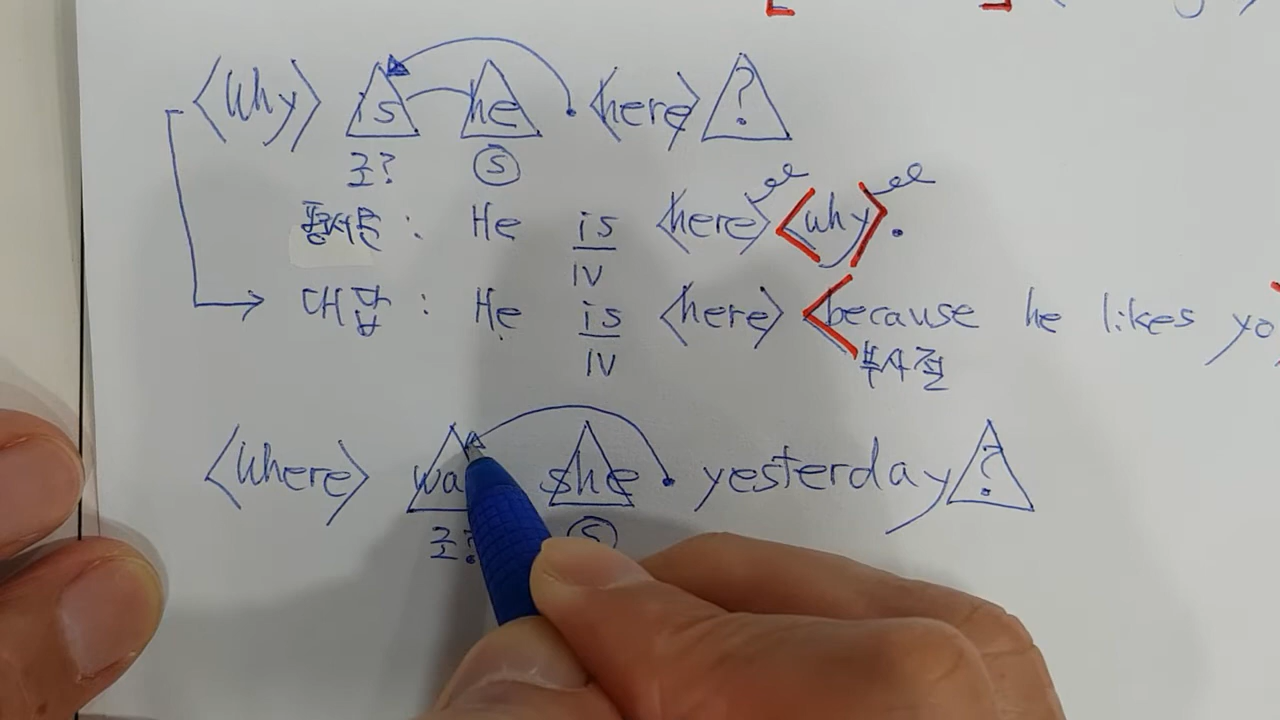 <Why> is he <here>?
조? S
평서문 : He is <here> <why>.
IV
대답 : He is <here> <because he likes yo
IV 부사절
<Where> wa she yesterday?
조? S